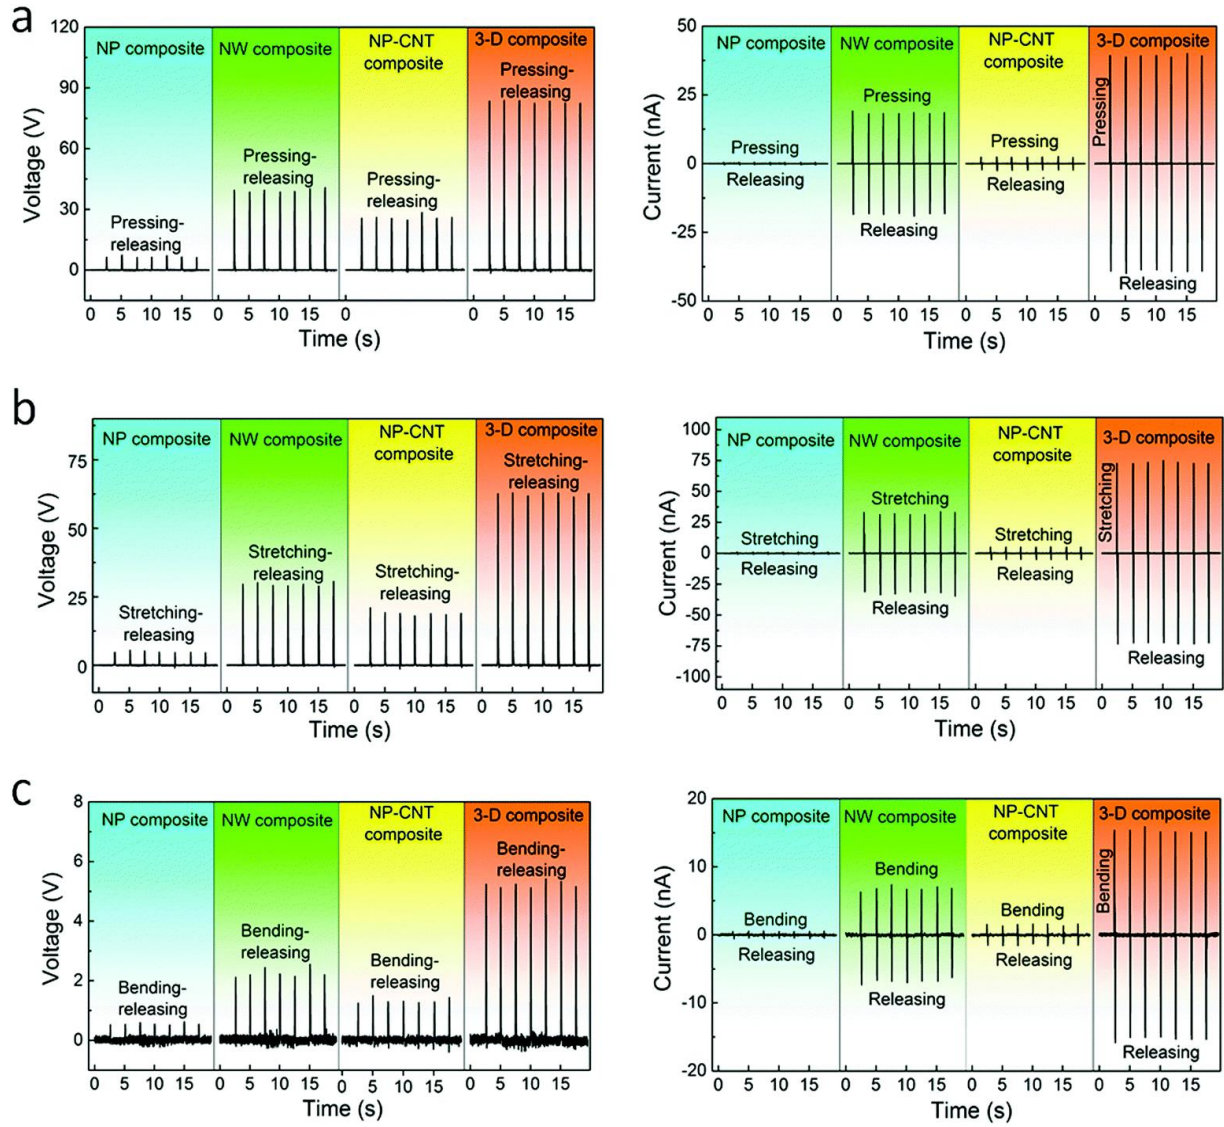 a
120
90
60
30
0
Voltage (V)
NP composite
NW composite
NP-CNT
composite
3-D composite
Pressing-
releasing
Pressing-
releasing
Pressing-
releasing
Pressing-
releasing
0 5 10 15 0 5 10 15 0 0 5 10 15
Time (s)
50
25
0
-25
-50
Current (nA)
NP composite
NW composite
NP-CNT
composite
3-D composite
Pressing
Releasing
Pressing
Releasing
Pressing
Releasing
Pressing
Releasing
0 5 10 15 0 5 10 15 0 5 10 15 0 5 10 15
Time (s)
b
75
50
25
0
Voltage (V)
NP composite
NW composite
NP-CNT
composite
3-D composite
Stretching-
releasing
Stretching-
releasing
Stretching-
releasing
Stretching-
releasing
0 5 10 15 0 5 10 15 0 5 10 15 0 5 10 15
Time (s)
100
75
50
25
0
-25
-50
-75
-100
Current (nA)
NP composite
NW composite
NP-CNT
composite
3-D composite
Stretching
Releasing
Stretching
Releasing
Stretching
Releasing
Stretching
Releasing
0 5 10 15 0 5 10 15 0 5 10 15 0 5 10 15
Time (s)
c
8
6
4
2
0
Voltage (V)
NP composite
NW composite
NP-CNT
composite
3-D composite
Bending-
releasing
Bending-
releasing
Bending-
releasing
Bending-
releasing
0 5 10 15 0 5 10 15 0 5 10 15 0 5 10 15
Time (s)
20
10
0
-10
-20
Current (nA)
NP composite
NW composite
NP-CNT
composite
3-D composite
Bending
Releasing
Bending
Releasing
Bending
Releasing
Bending
Releasing
0 5 10 15 0 5 10 15 0 5 10 15 0 5 10 15
Time (s)